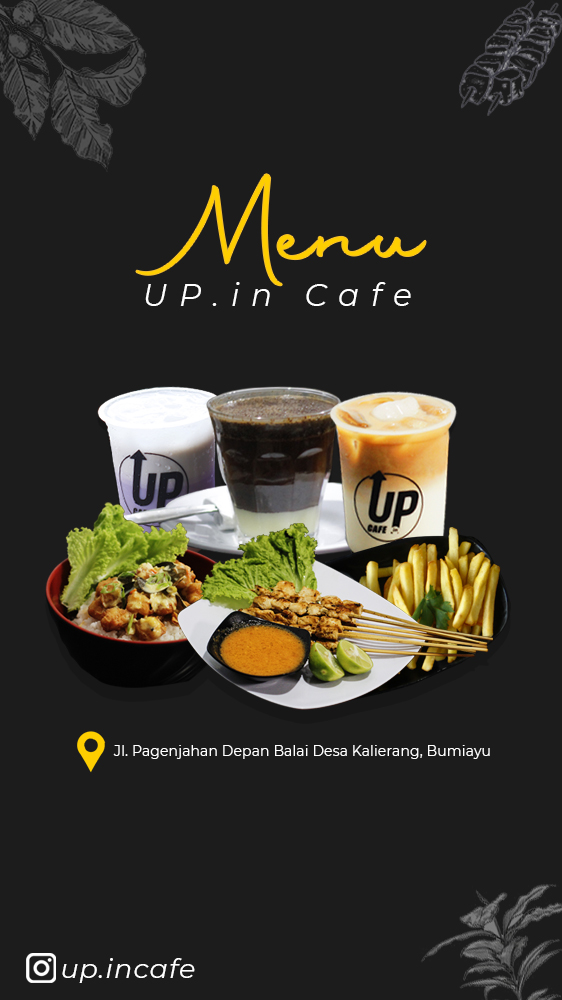 Menu
UP.in Cafe
UP
UP
CAFE
Jl. Pagenjahan Depan Balai Desa Kalierang, Bumiayu
up.incafe